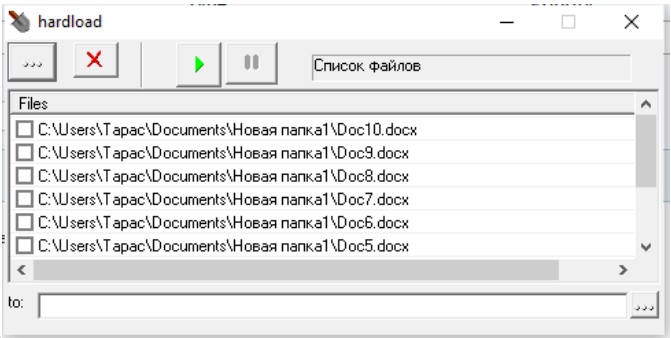 hardload
...
Список файлов
Files
C:\Users\Тарас\Documents\Новая папка1\Doc10.docx
C:\Users\Тарас\Documents\Новая папка1\Doc9.docx
C:\Users\Тарас\Documents\Новая папка1\Doc8.docx
C:\Users\Тарас\Documents\Новая папка1\Doc7.docx
C:\Users\Тарас\Documents\Новая папка1\Doc6.docx
C:\Users\Тарас\Documents\Новая папка1\Doc5.docx
to:
...